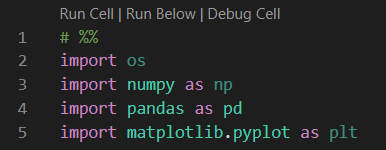 Run Cell | Run Below | Debug Cell
1 # %%
2 import os
3 import numpy as np
4 import pandas as pd
5 import matplotlib.pyplot as plt